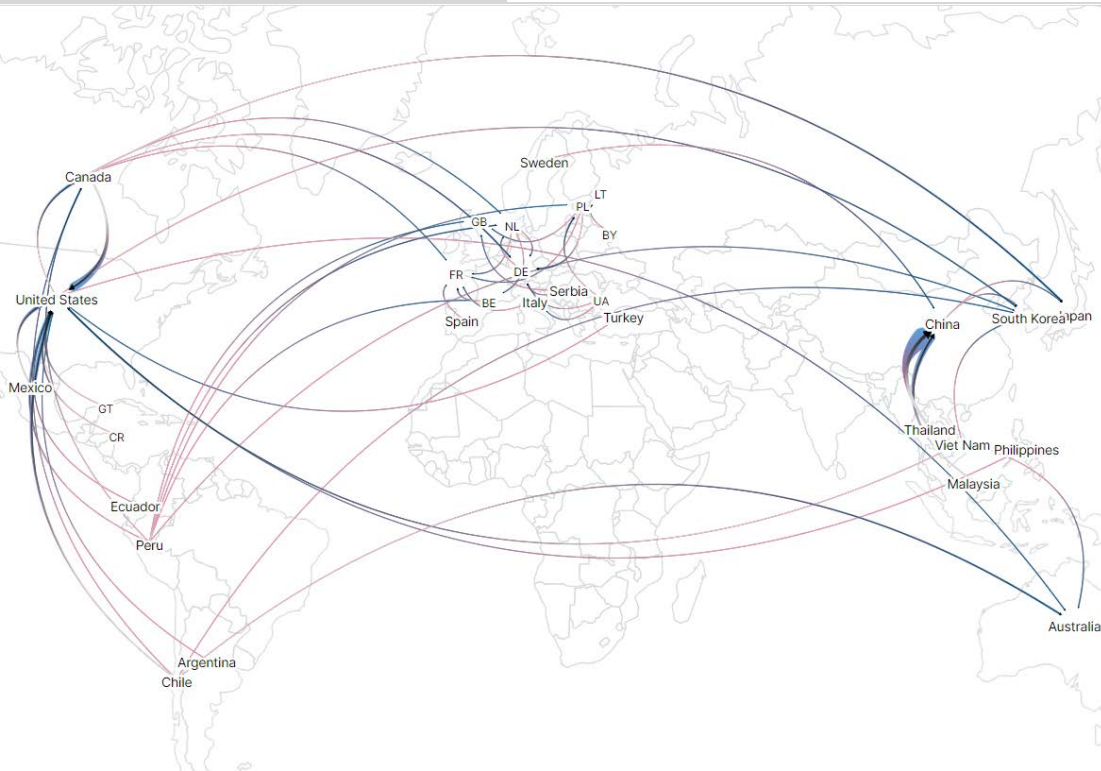 Sweden
Canada
LT
PL
GB
NL
BY
FR
DE
Serbia
United States
BE
Italy
UA
Spain
Turkey
China
South Korea
Mexico
GT
CR
Thailand
Viet Nam
Philippines
Malaysia
Ecuador
Peru
Australia
Argentina
Chile